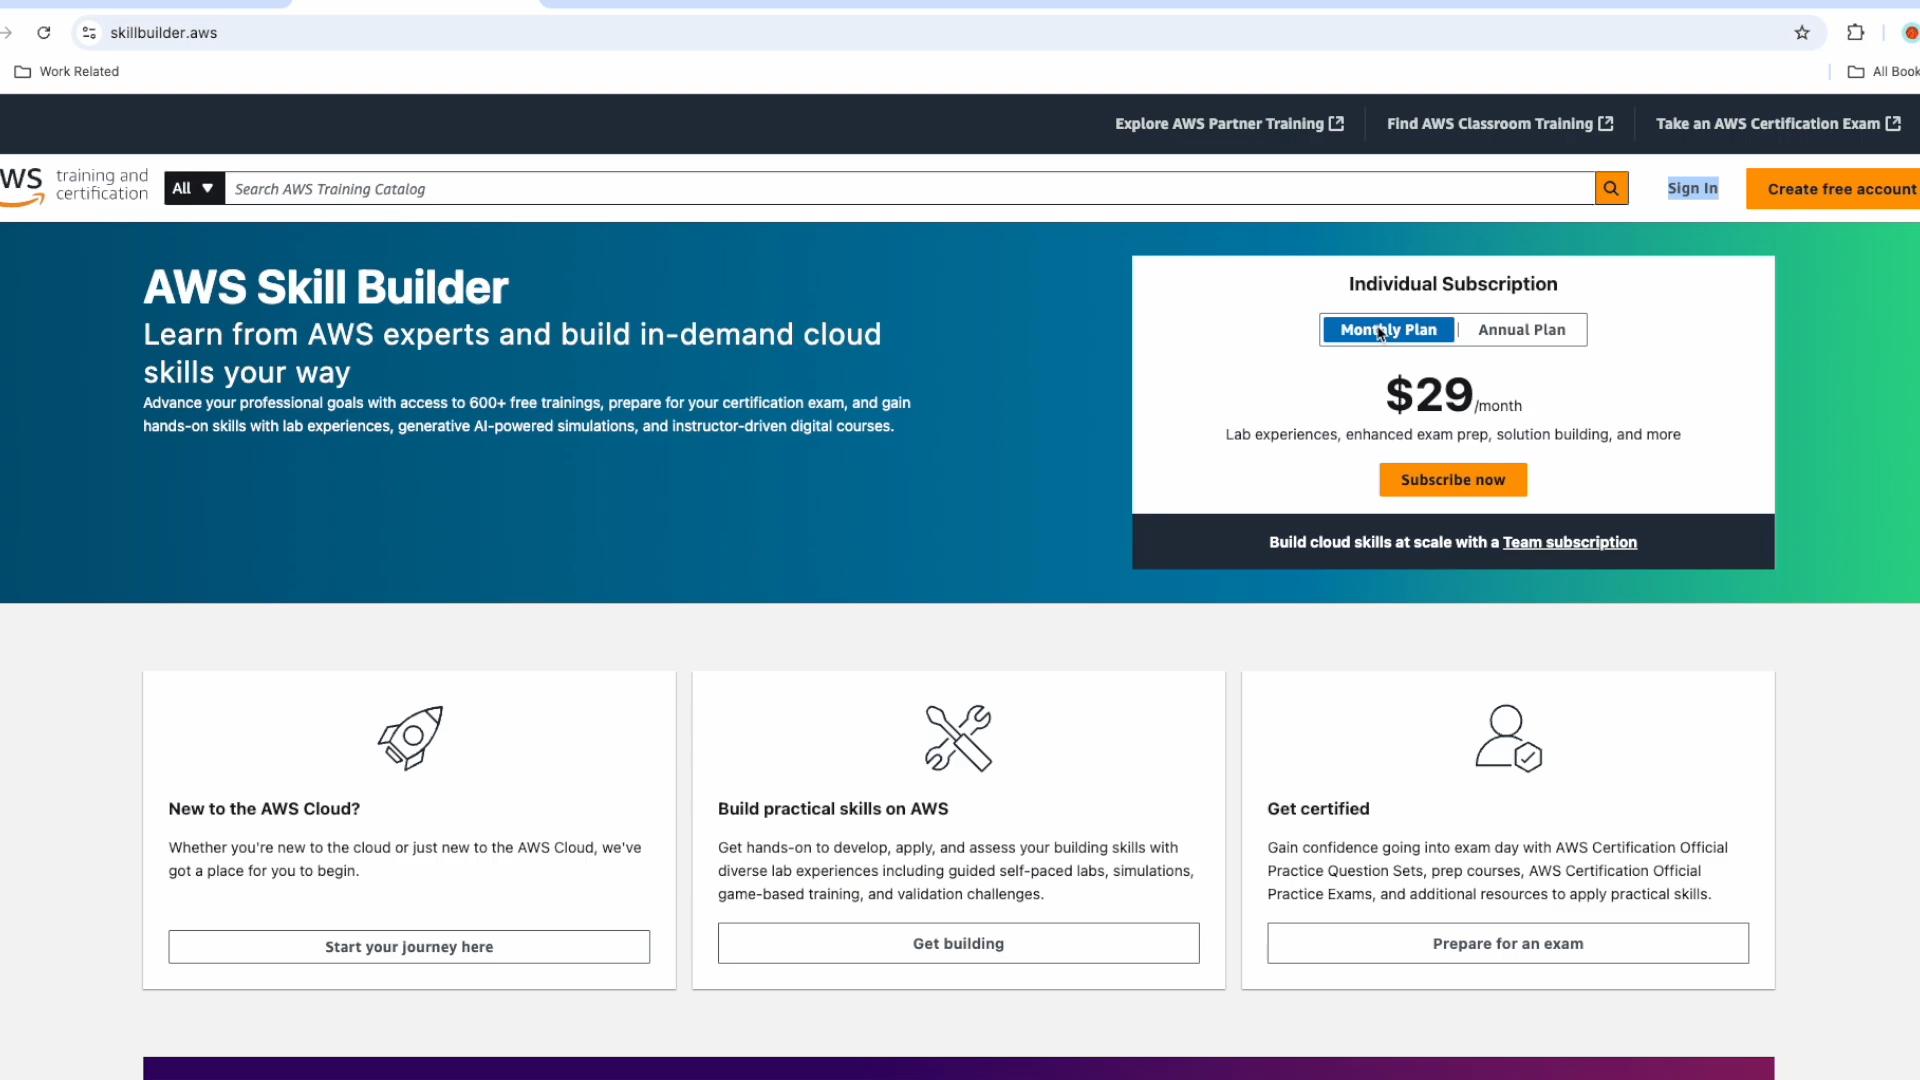 skillbuilder.aws
Work Related
All Book
Explore AWS Partner Training
Find AWS Classroom Training
Take an AWS Certification Exam
training and
certification
All
Search AWS Training Catalog
Sign In
Create free account
AWS Skill Builder
Learn from AWS experts and build in-demand cloud
skills your way
Advance your professional goals with access to 600+ free trainings, prepare for your certification exam, and gain
hands-on skills with lab experiences, generative AI-powered simulations, and instructor-driven digital courses.
Individual Subscription
Monthly Plan
Annual Plan
$29/month
Lab experiences, enhanced exam prep, solution building, and more
Subscribe now
Build cloud skills at scale with a Team subscription
New to the AWS Cloud?
Whether you're new to the cloud or just new to the AWS Cloud, we've
got a place for you to begin.
Start your journey here
Build practical skills on AWS
Get hands-on to develop, apply, and assess your building skills with
diverse lab experiences including guided self-paced labs, simulations,
game-based training, and validation challenges.
Get building
Get certified
Gain confidence going into exam day with AWS Certification Official
Practice Question Sets, prep courses, AWS Certification Official
Practice Exams, and additional resources to apply practical skills.
Prepare for an exam